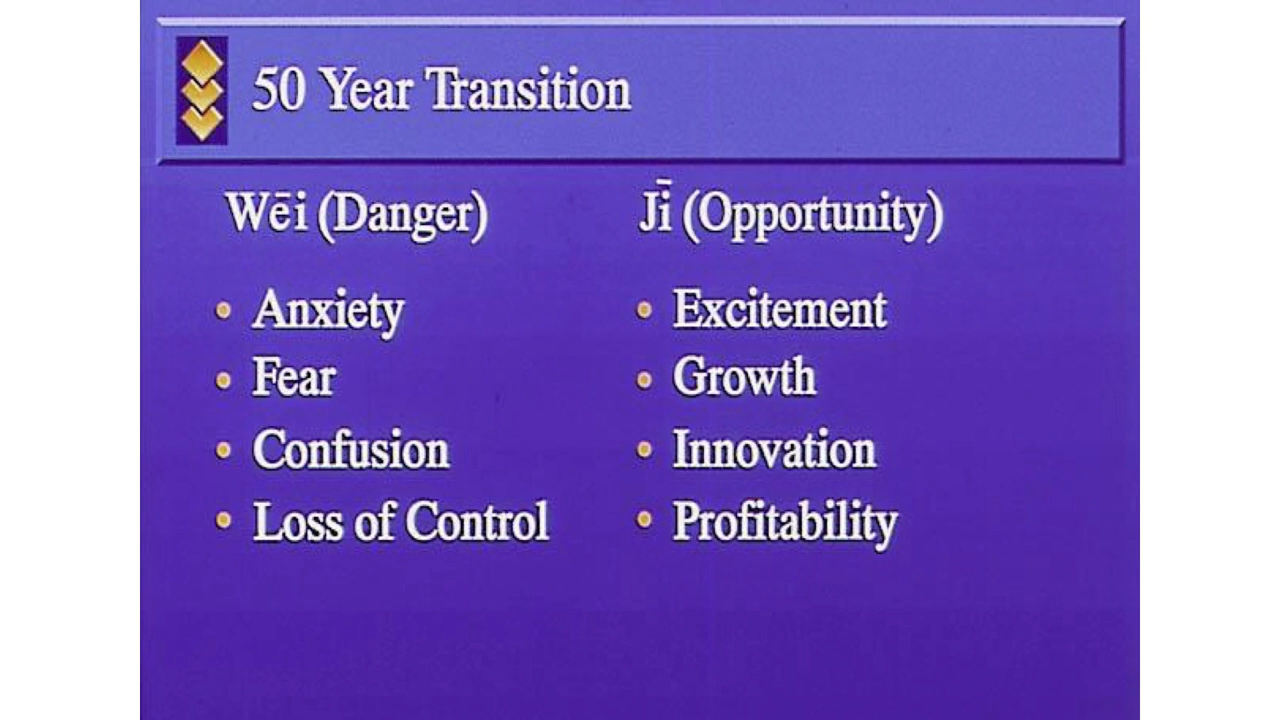 50 Year Transition
Wēi (Danger)
Jī (Opportunity)
• Anxiety
• Fear
• Confusion
• Loss of Control
• Excitement
• Growth
• Innovation
• Profitability